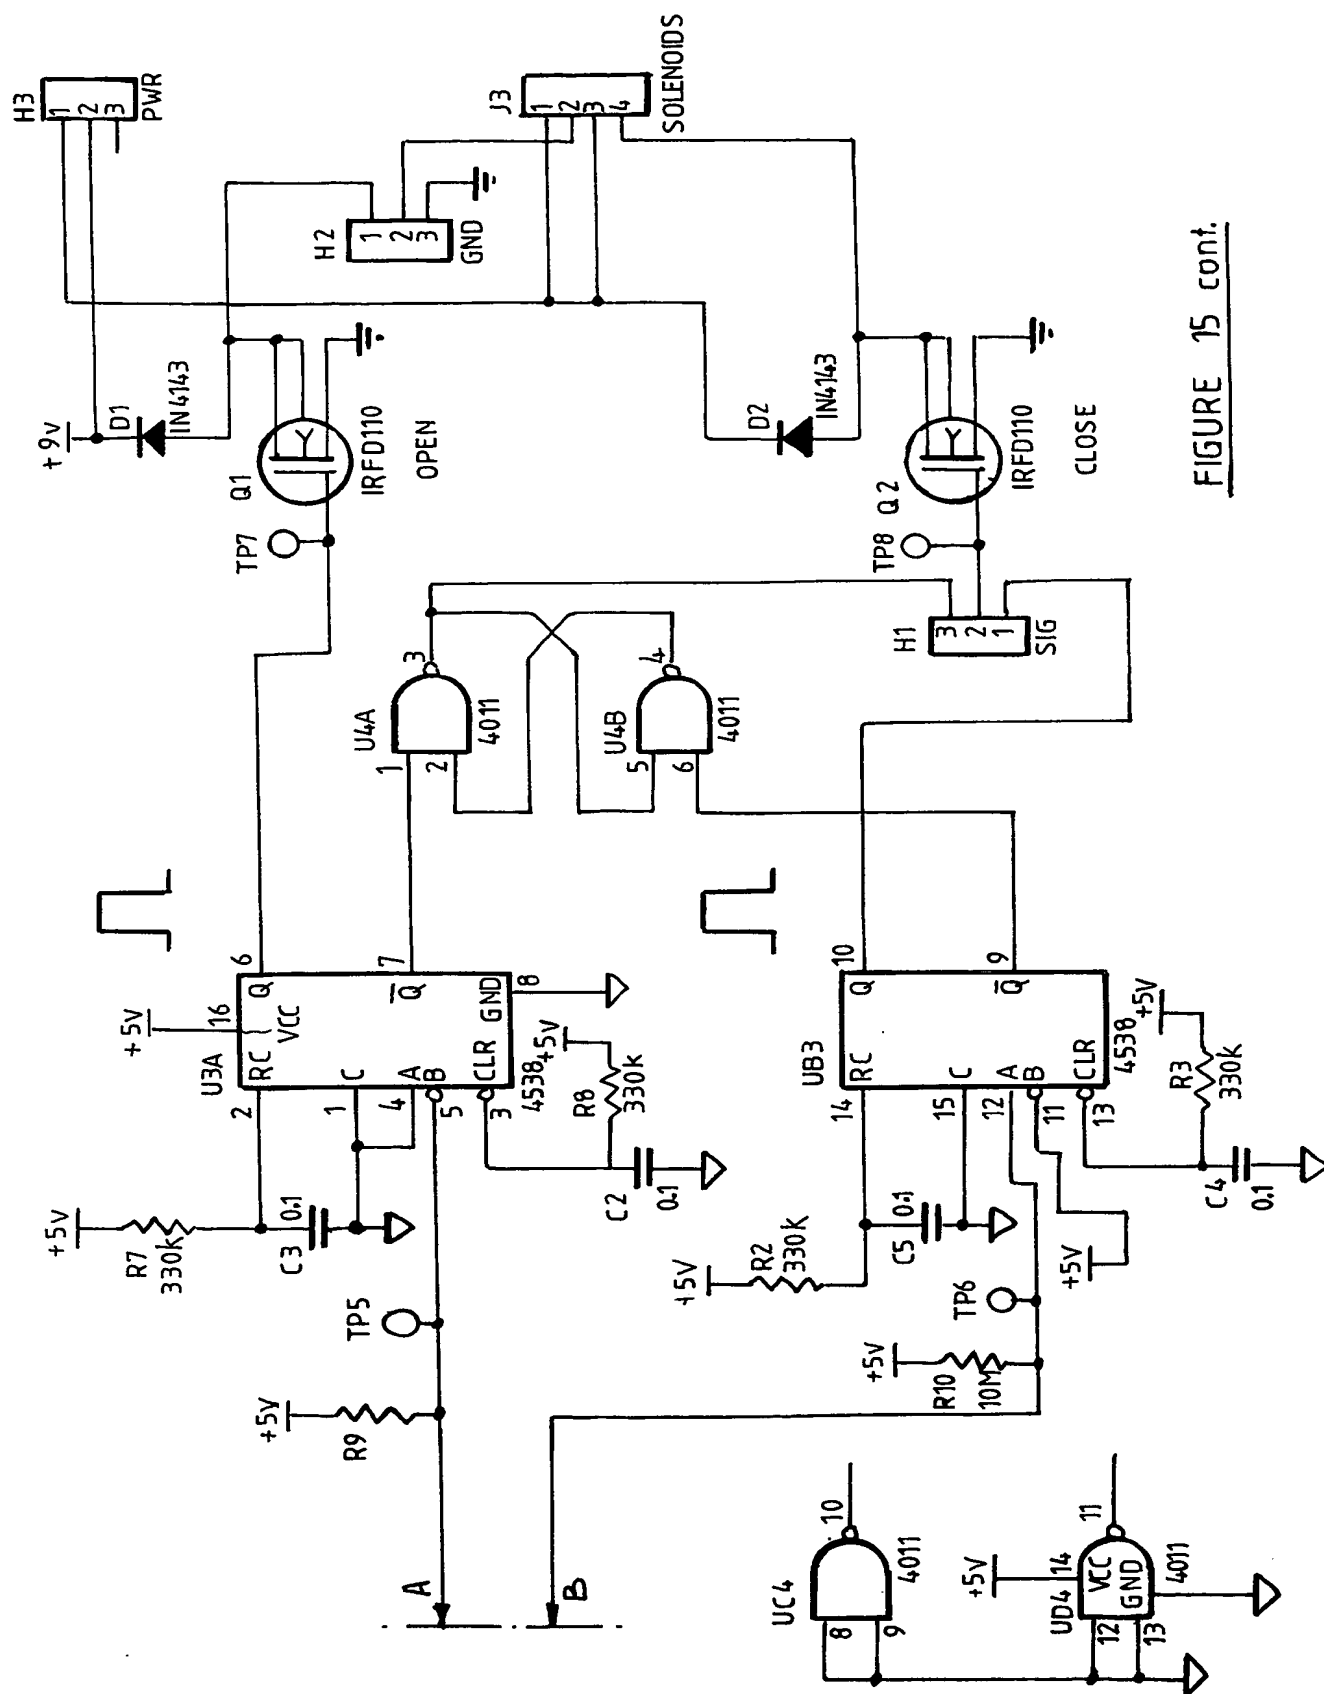 H3
1
2
3
PWR
+9v
D1
IN4143
Q1
Y
IRFD110
OPEN
TP7
H2
1
2
3
GND
J3
1
2
3
4
SOLENOIDS
D2
IN4143
Q2
Y
IRFD110
CLOSE
TP8
H1
3
2
1
SIG
U4A
1
2
3
4011
U4B
5
6
4
4011
+5v
16
VCC
U3A
2
RC
Q
6
1
C
Q
7
4
A
5
B
GND
8
3
CLR
4538
+5v
R8
330k
C2
0.1
+5v
R7
330k
C3
0.1
TP5
+5v
R9
A
B
UB3
14
RC
Q
10
15
C
12
A
11
B
Q
9
13
CLR
4538
+5v
R3
330k
C4
0.1
+5v
R2
330k
C5
0.1
+5v
TP6
+5v
R10
10M
UC4
8
9
10
4011
+5v
UD4
14
VCC
GND
12
13
11
4011
FIGURE 15 cont.